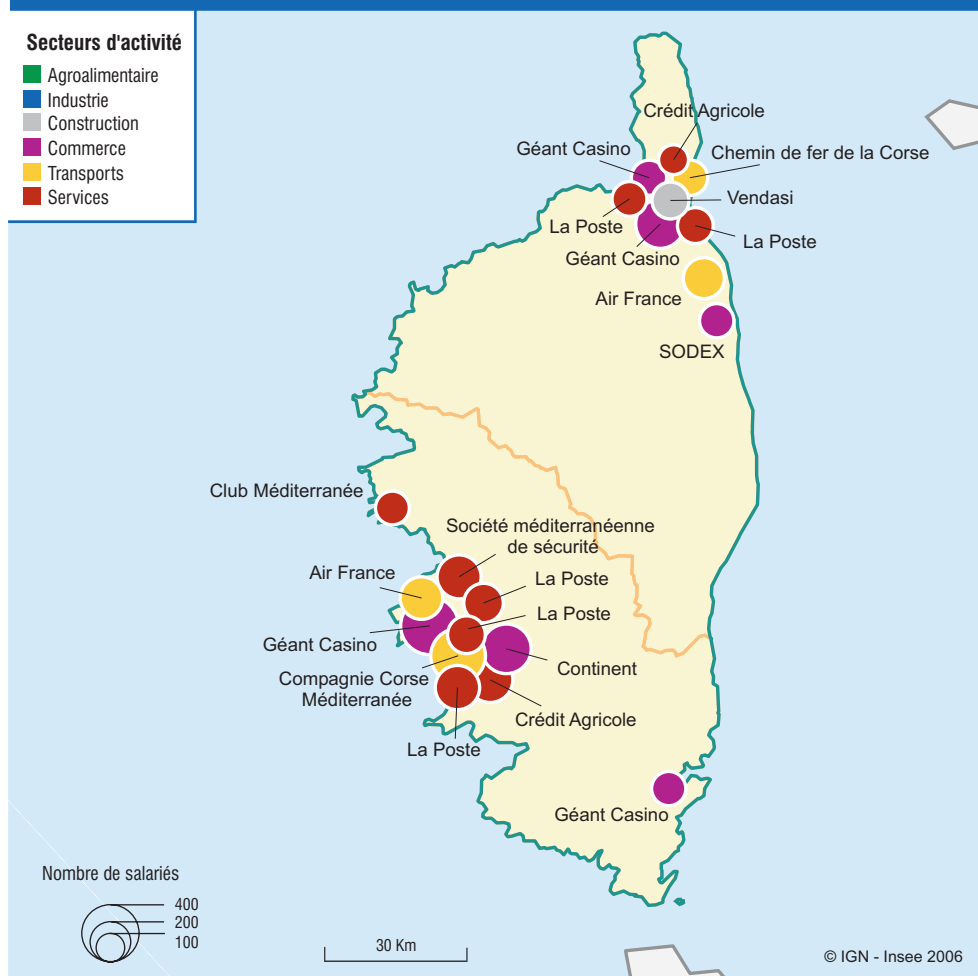 Secteurs d'activité
Agroalimentaire
Industrie
Construction
Commerce
Transports
Services
Crédit Agricole
Géant Casino
Chemin de fer de la Corse
Vendasi
La Poste
La Poste
Géant Casino
Air France
SODEX
Club Méditerranée
Société méditerranéenne
de sécurité
Air France
La Poste
La Poste
Géant Casino
Continent
Compagnie Corse
Méditerranée
Crédit Agricole
La Poste
Géant Casino
Nombre de salariés
400
200
100
30 Km
© IGN - Insee 2006